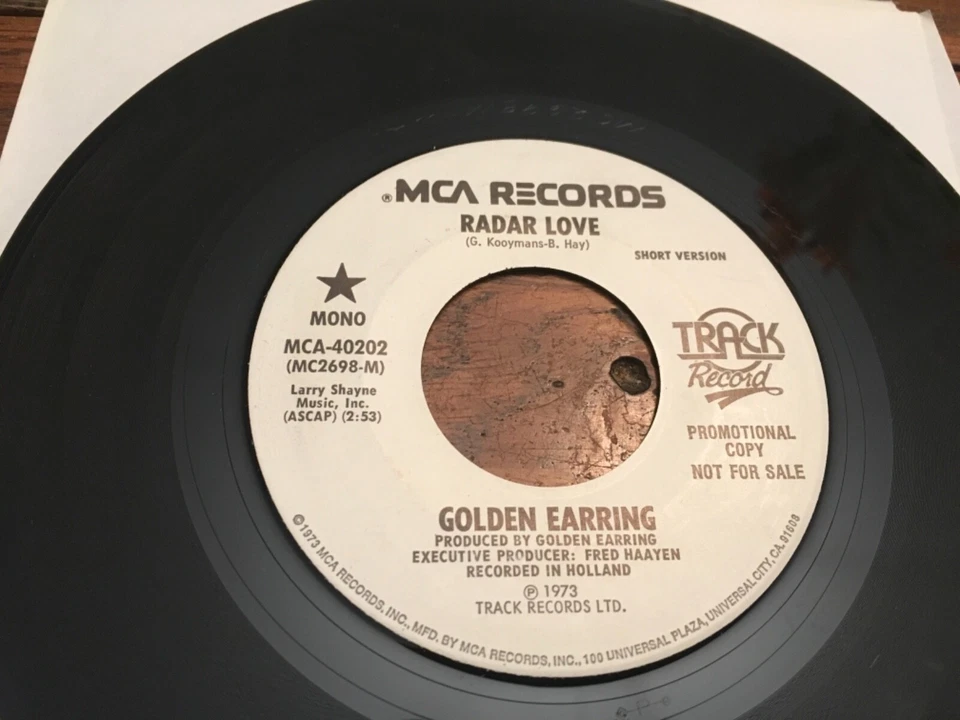 ®MCA RECORDS
RADAR LOVE
(G. Kooymans-B. Hay)
SHORT VERSION
★
MONO
MCA-40202
(MC2698-M)
Larry Shayne
Music, Inc.
(ASCAP) (2:53)
TRACK
Record
PROMOTIONAL
COPY
NOT FOR SALE
GOLDEN EARRING
PRODUCED BY GOLDEN EARRING
EXECUTIVE PRODUCER: FRED HAAYEN
RECORDED IN HOLLAND
℗ 1973
TRACK RECORDS LTD.
©1973 MCA RECORDS, INC., MFD. BY MCA RECORDS, INC., 100 UNIVERSAL PLAZA, UNIVERSAL CITY, CA. 91608